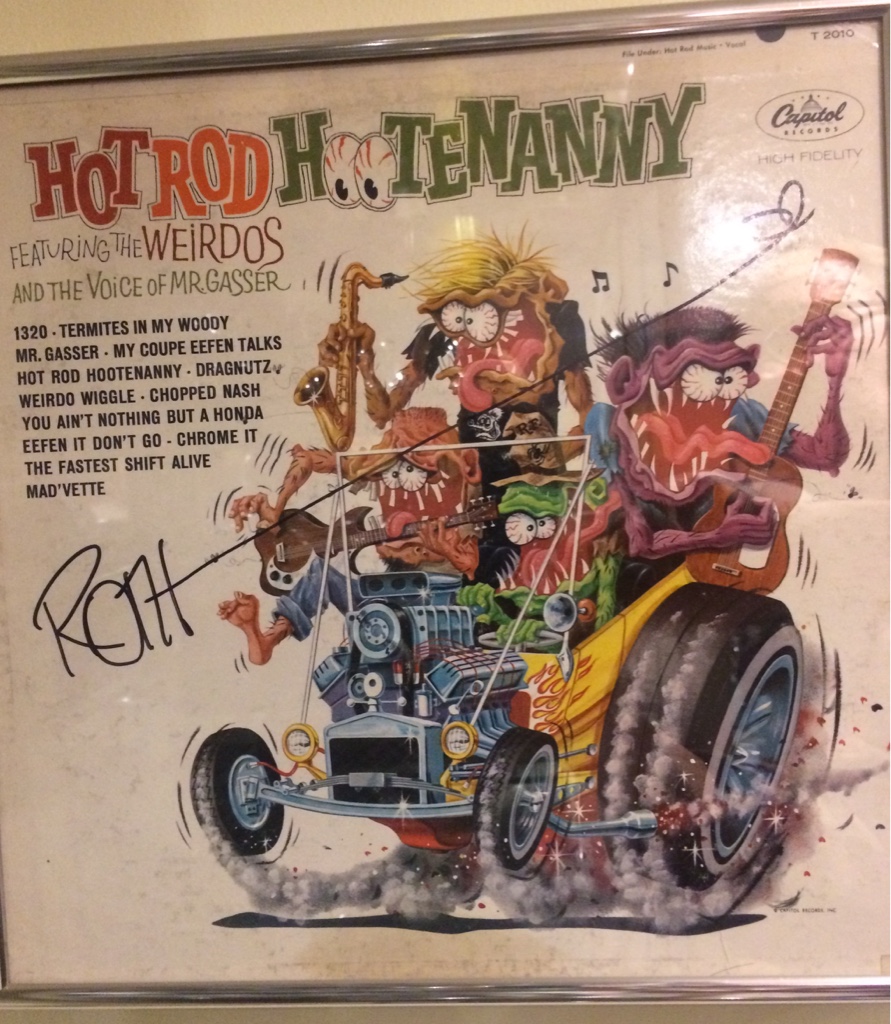 File Under: Hot Rod Music • Vocal
T 2010
HOT ROD HOOTENANNY
Capitol
RECORDS
HIGH FIDELITY
FEATURING THE WEIRDOS
AND THE VOICE OF MR. GASSER
1320 · TERMITES IN MY WOODY
MR. GASSER · MY COUPE EEFEN TALKS
HOT ROD HOOTENANNY · DRAGNUTZ
WEIRDO WIGGLE · CHOPPED NASH
YOU AIN'T NOTHING BUT A HONDA
EEFEN IT DON'T GO · CHROME IT
THE FASTEST SHIFT ALIVE
MAD'VETTE
ROTH
© CAPITOL RECORDS, INC.